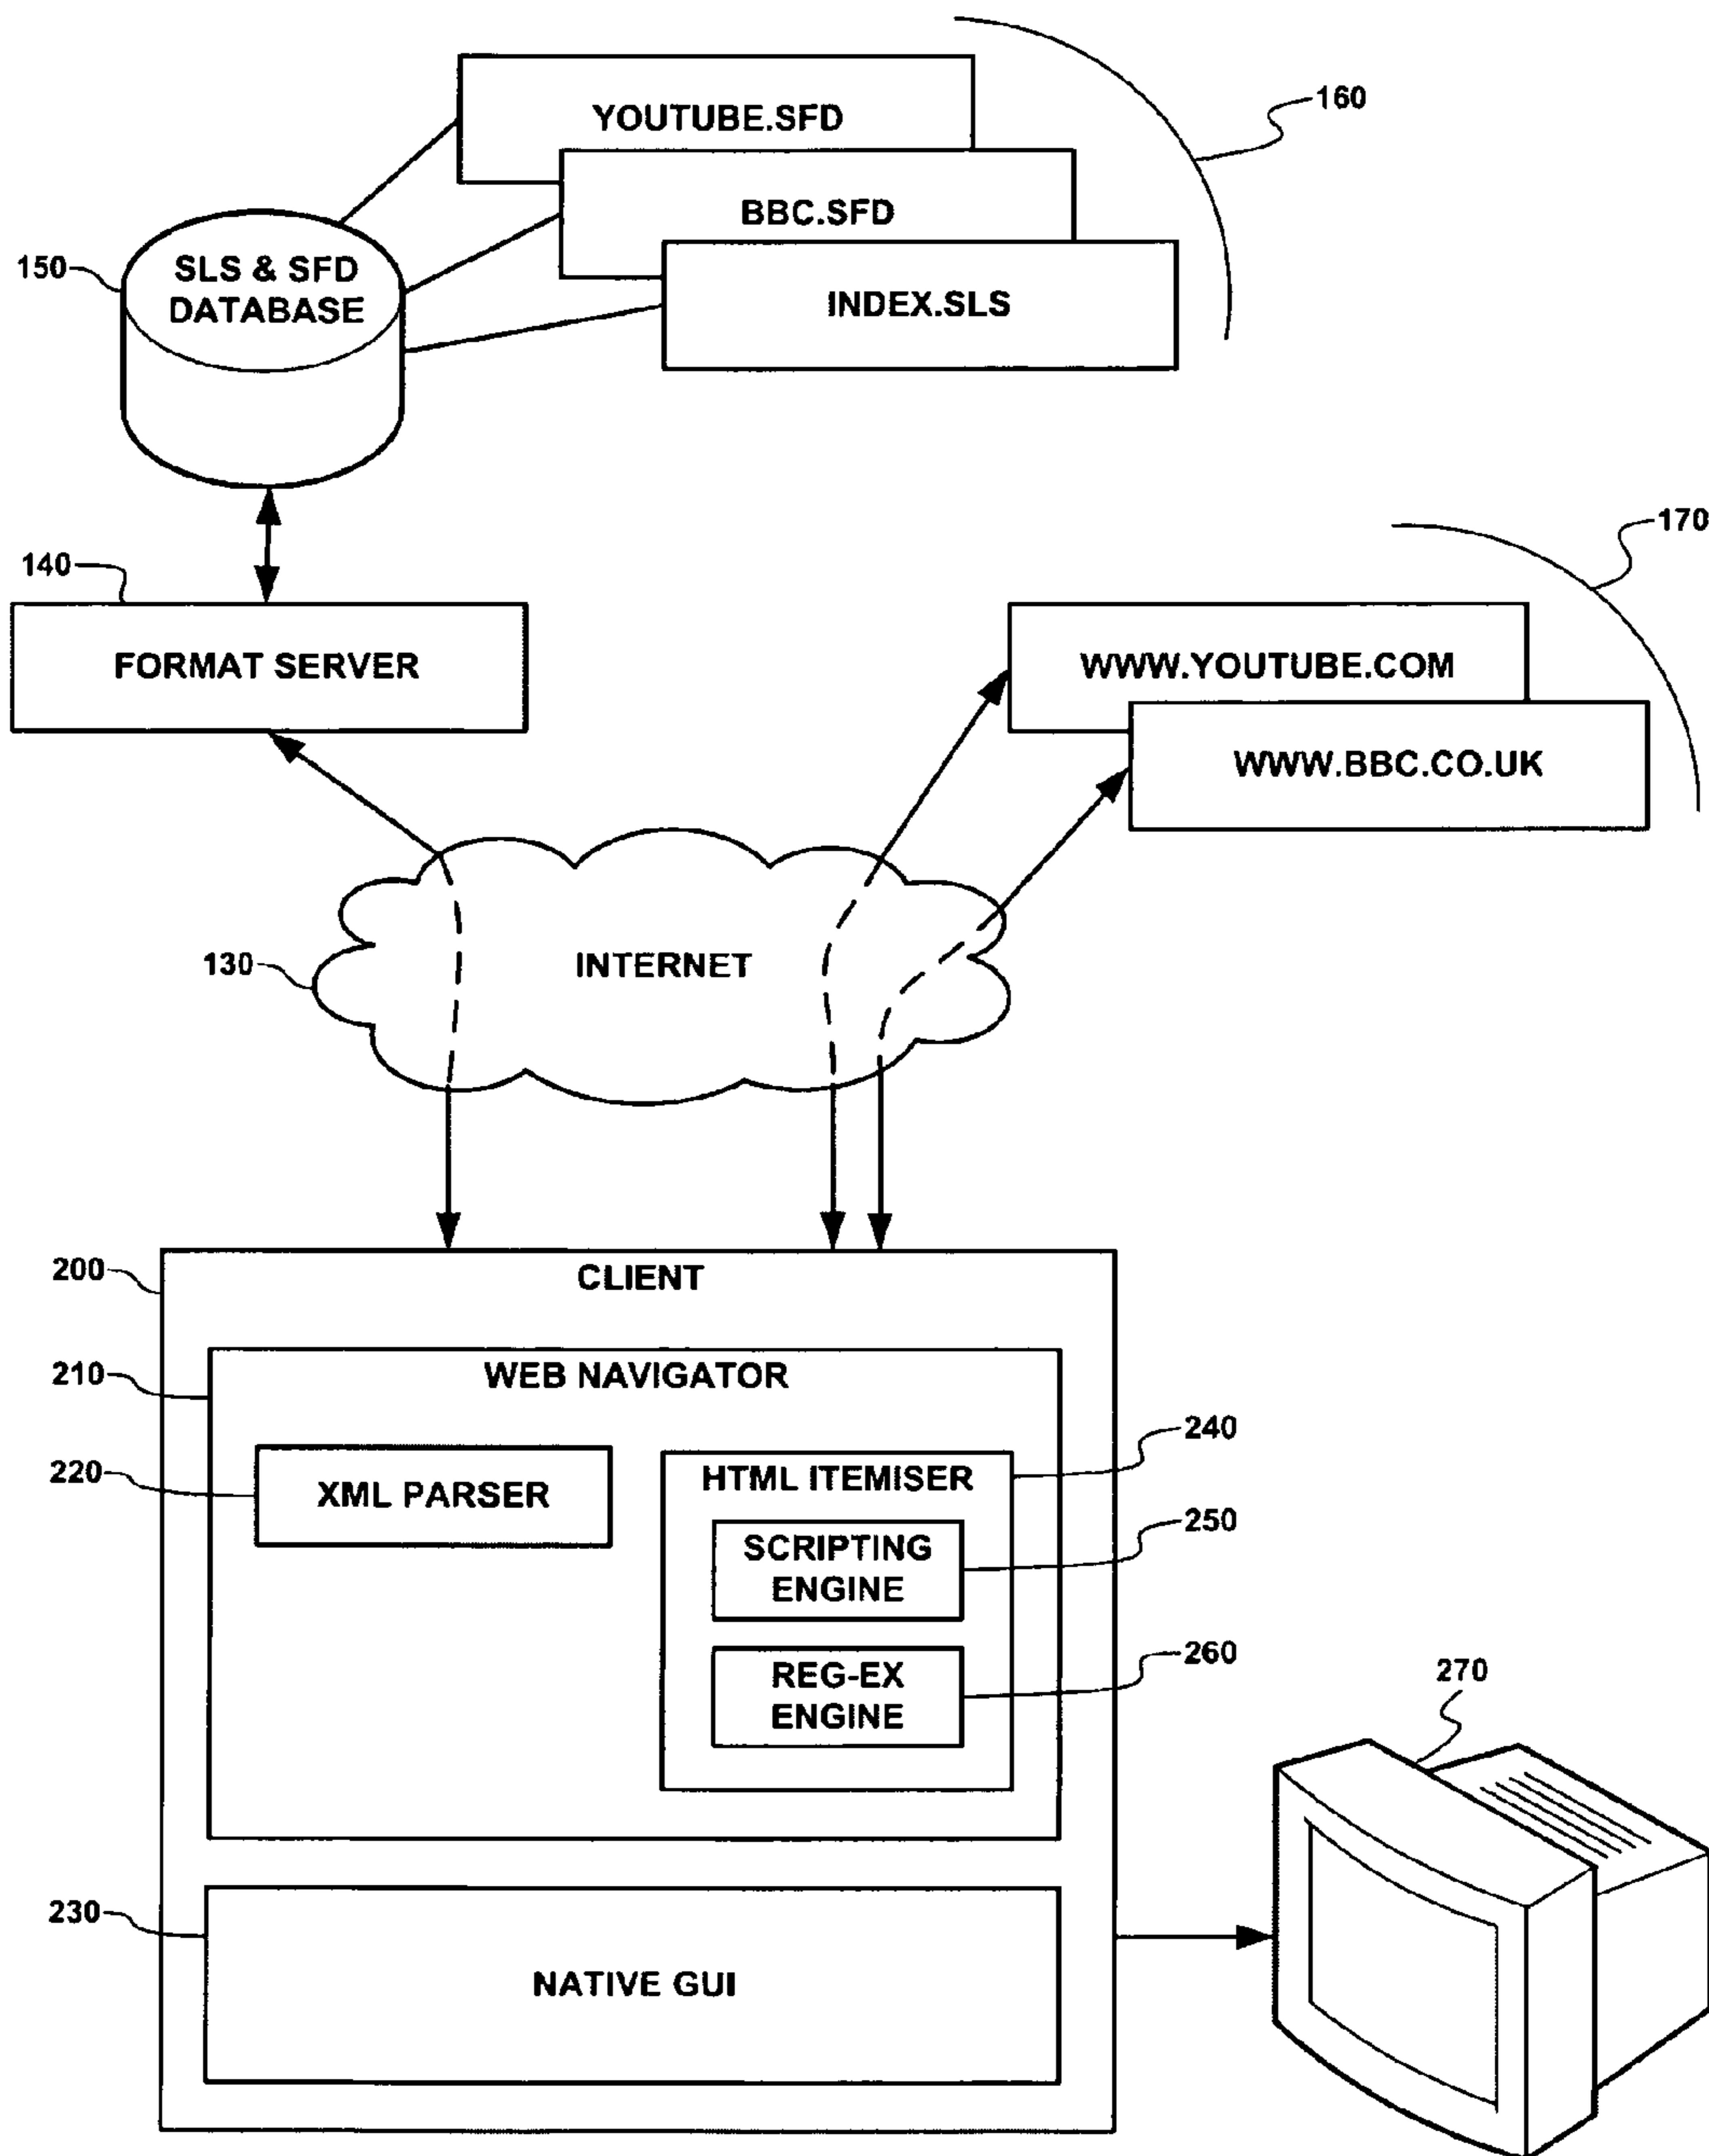 160
YOUTUBE.SFD
BBC.SFD
INDEX.SLS
150
SLS & SFD
DATABASE
170
140
FORMAT SERVER
WWW.YOUTUBE.COM
WWW.BBC.CO.UK
130
INTERNET
200
CLIENT
210
WEB NAVIGATOR
240
220
XML PARSER
HTML ITEMISER
250
SCRIPTING
ENGINE
260
REG-EX
ENGINE
270
230
NATIVE GUI